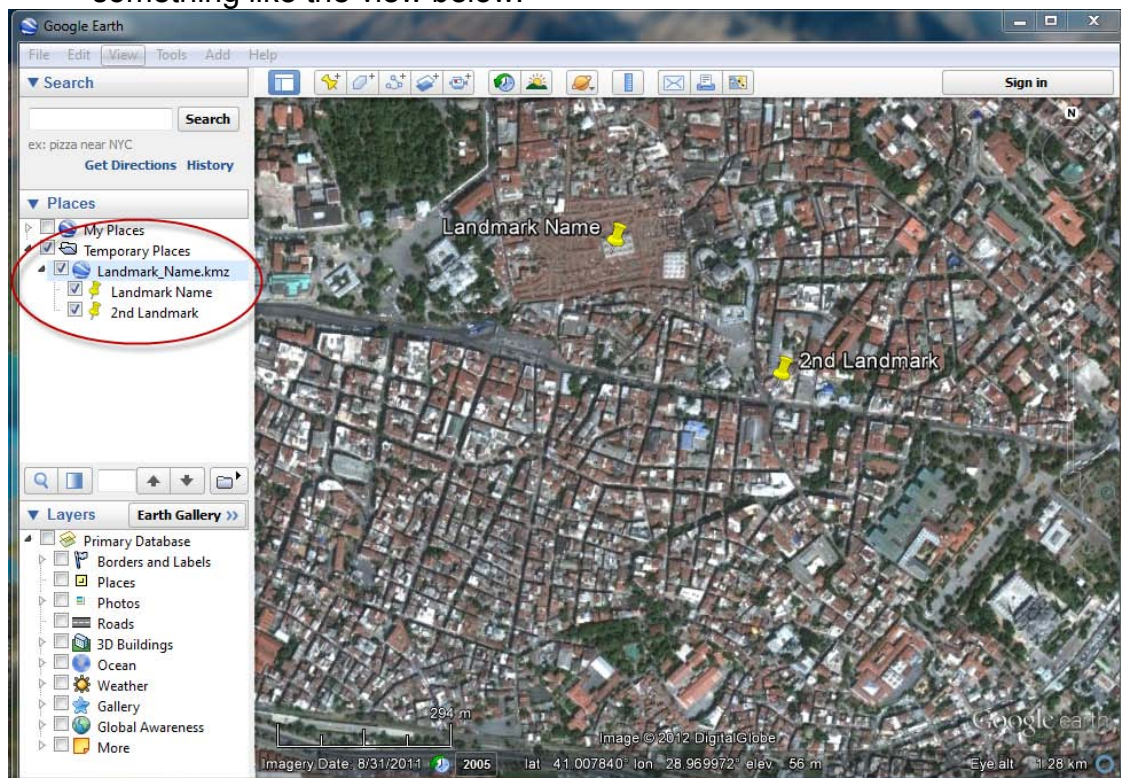 something like the view below.
Google Earth
File Edit View Tools Add Help
Search
Search
ex: pizza near NYC
Get Directions History
Places
My Places
Temporary Places
Landmark_Name.kmz
Landmark Name
2nd Landmark
Layers
Earth Gallery >>
Primary Database
Borders and Labels
Places
Photos
Roads
3D Buildings
Ocean
Weather
Gallery
Global Awareness
More
Sign in
N
Landmark Name
2nd Landmark
294 m
Google earth
Image © 2012 DigitalGlobe
Imagery Date: 8/31/2011 2005 lat 41.007840° lon 28.969972° elev 56 m Eye alt 1.28 km